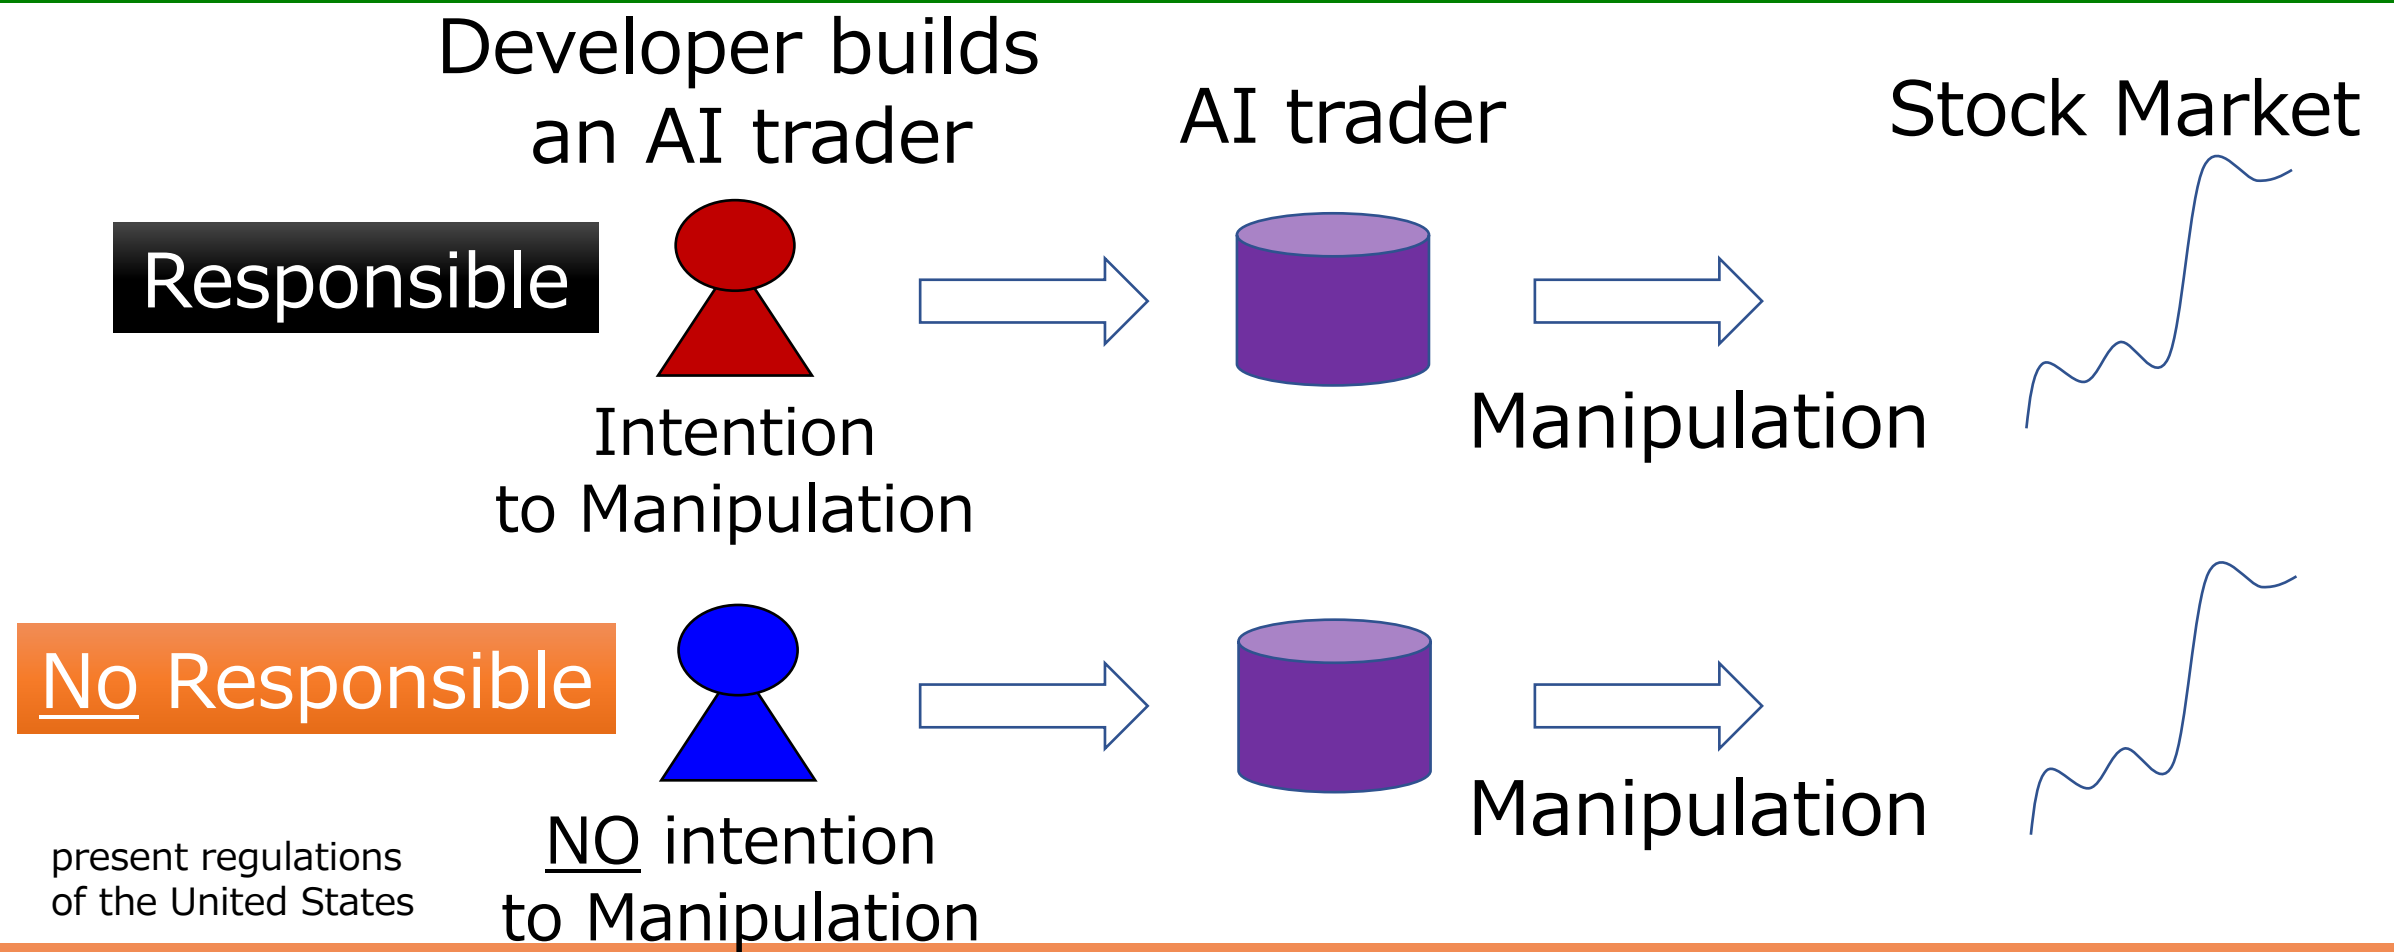 Developer builds
an AI trader
AI trader
Stock Market
Responsible
Intention
to Manipulation
Manipulation
No Responsible
NO intention
to Manipulation
Manipulation
present regulations
of the United States